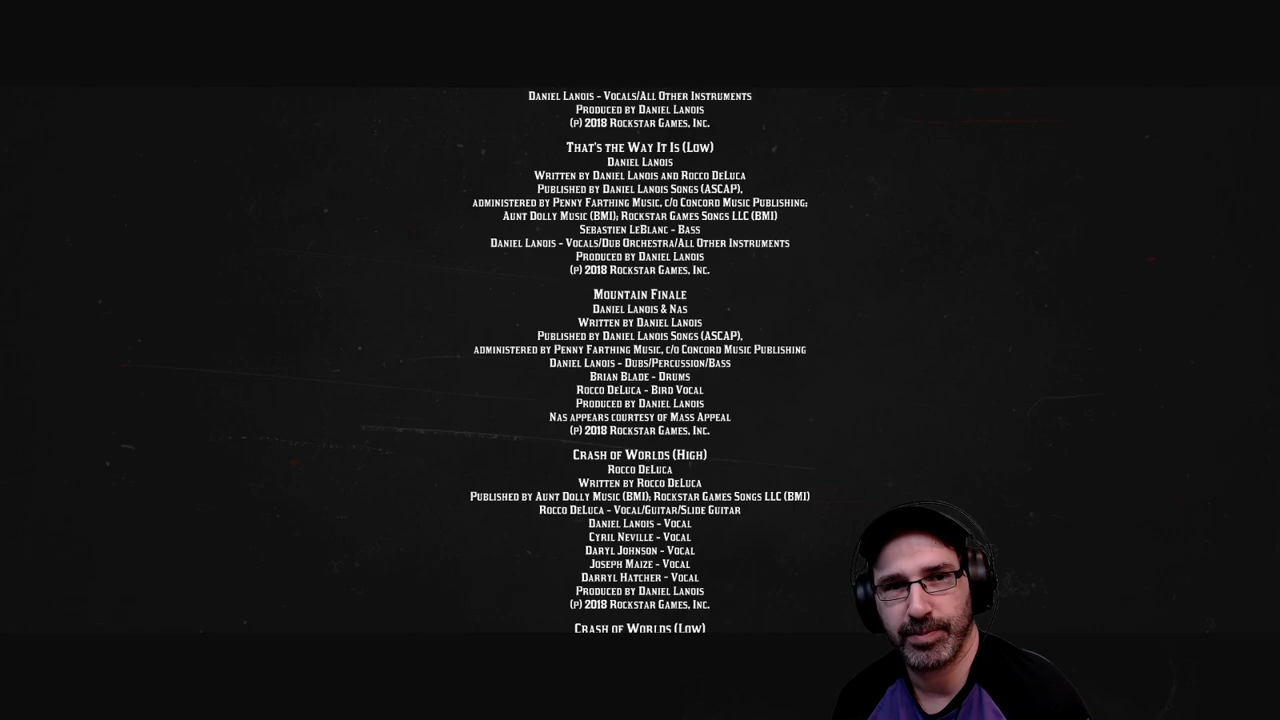 Daniel Lanois - Vocals/All Other Instruments
Produced by Daniel Lanois
(P) 2018 Rockstar Games, Inc.
That's the Way It Is (Low)
Daniel Lanois
Written by Daniel Lanois and Rocco DeLuca
Published by Daniel Lanois Songs (ASCAP),
administered by Penny Farthing Music, c/o Concord Music Publishing;
Aunt Dolly Music (BMI); Rockstar Games Songs LLC (BMI)
Sebastien LeBlanc - Bass
Daniel Lanois - Vocals/Dub Orchestra/All Other Instruments
Produced by Daniel Lanois
(P) 2018 Rockstar Games, Inc.
Mountain Finale
Daniel Lanois & Nas
Written by Daniel Lanois
Published by Daniel Lanois Songs (ASCAP),
administered by Penny Farthing Music, c/o Concord Music Publishing
Daniel Lanois - Dubs/Percussion/Bass
Brian Blade - Drums
Rocco DeLuca - Bird Vocal
Produced by Daniel Lanois
Nas appears courtesy of Mass Appeal
(P) 2018 Rockstar Games, Inc.
Crash of Worlds (High)
Rocco DeLuca
Written by Rocco DeLuca
Published by Aunt Dolly Music (BMI); Rockstar Games Songs LLC (BMI)
Rocco DeLuca - Vocal/Guitar/Slide Guitar
Daniel Lanois - Vocal
Cyril Neville - Vocal
Daryl Johnson - Vocal
Joseph Maize - Vocal
Darryl Hatcher - Vocal
Produced by Daniel Lanois
(P) 2018 Rockstar Games, Inc.
Crash of Worlds (Low)